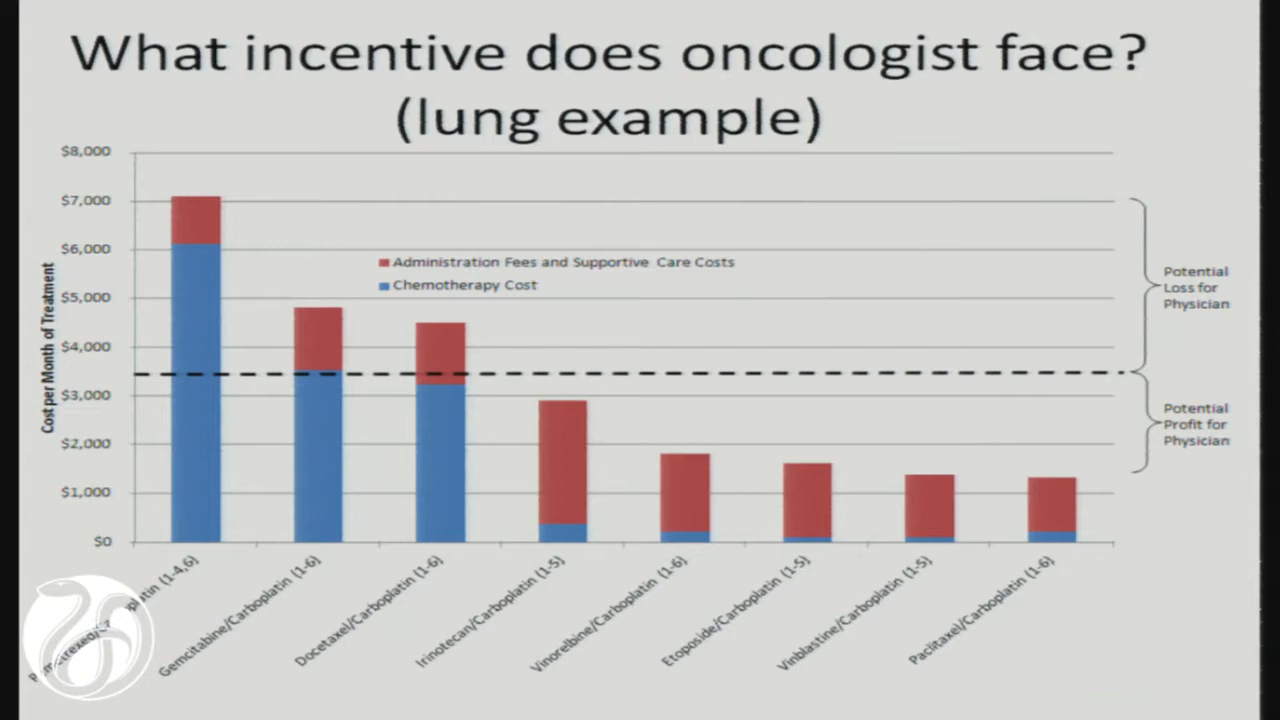 What incentive does oncologist face?
(lung example)
$8,000
$7,000
$6,000
$5,000
$4,000
$3,000
$2,000
$1,000
$0
Cost per Month of Treatment
Administration Fees and Supportive Care Costs
Chemotherapy Cost
Potential
Loss for
Physician
Potential
Profit for
Physician
(1-4,6)
Gemcitabine/Carboplatin (1-6)
Docetaxel/Carboplatin (1-6)
Irinotecan/Carboplatin (1-5)
Vinorelbine/Carboplatin (1-6)
Etoposide/Carboplatin (1-5)
Vinblastine/Carboplatin (1-5)
Paclitaxel/Carboplatin (1-6)